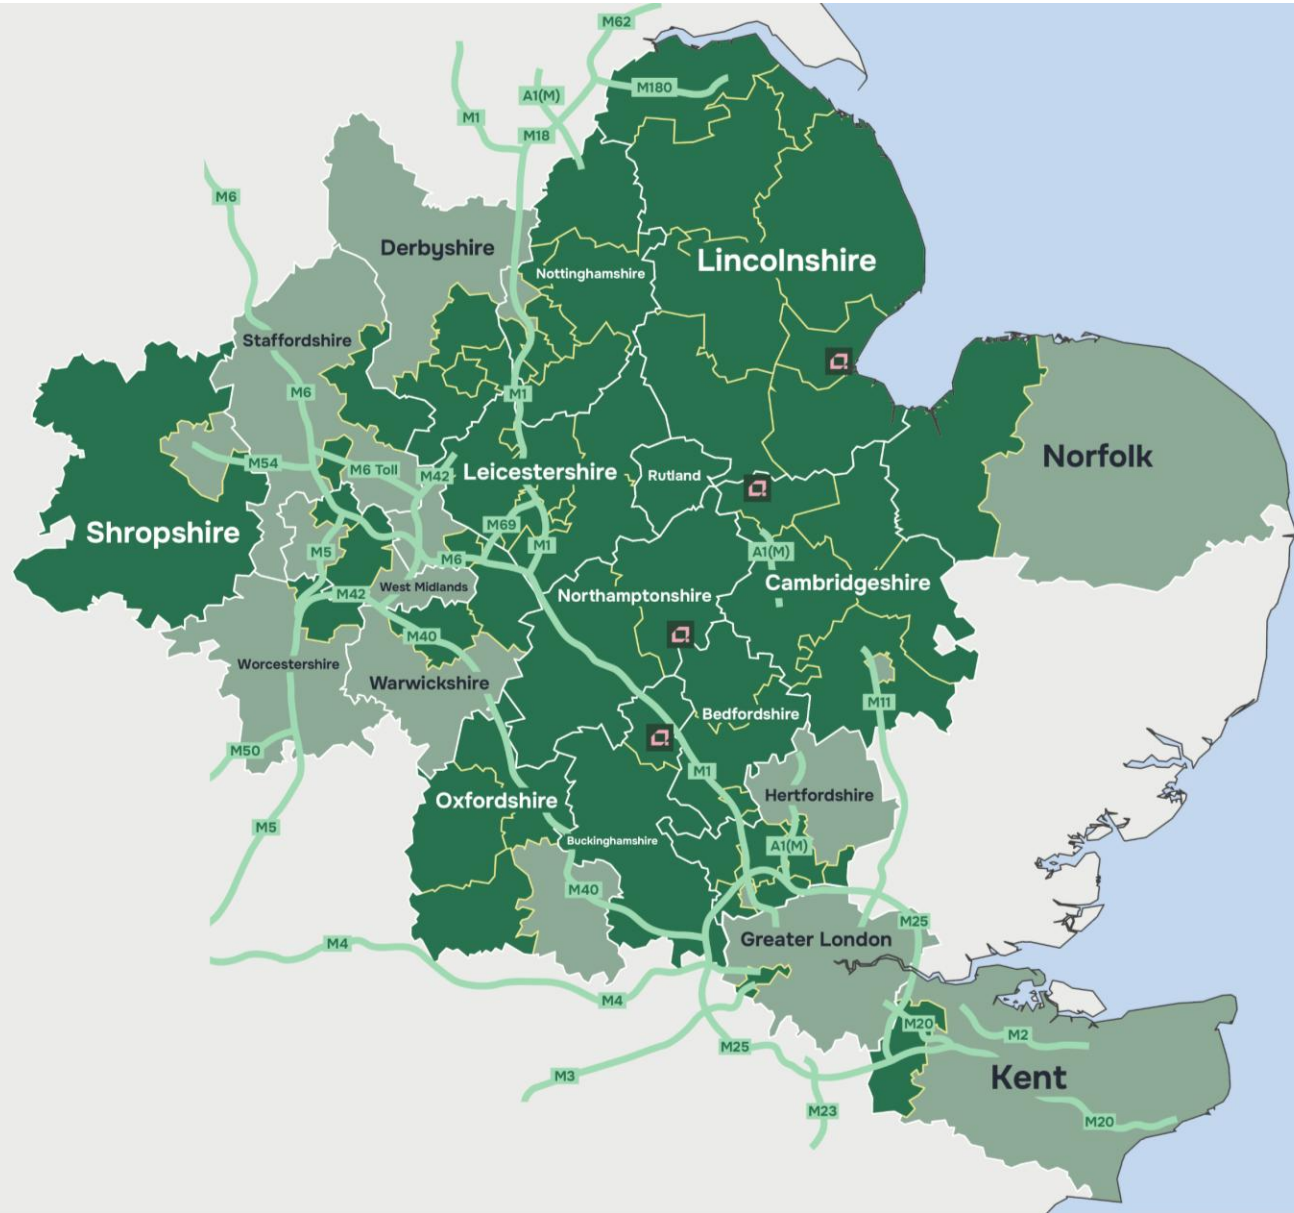 M62
M180
A1(M)
M1
M18
M6
Derbyshire
Lincolnshire
Nottinghamshire
Staffordshire
M6
M1
Norfolk
M54
M6 Toll
M42
Leicestershire
Rutland
Shropshire
M69
M5
M6
M1
A1(M)
West Midlands
M42
Northamptonshire
Cambridgeshire
M40
Worcestershire
Warwickshire
M11
Bedfordshire
M50
M1
Oxfordshire
Hertfordshire
M5
Buckinghamshire
A1(M)
M40
M25
M4
Greater London
M4
M20
M2
M25
M3
Kent
M23
M20